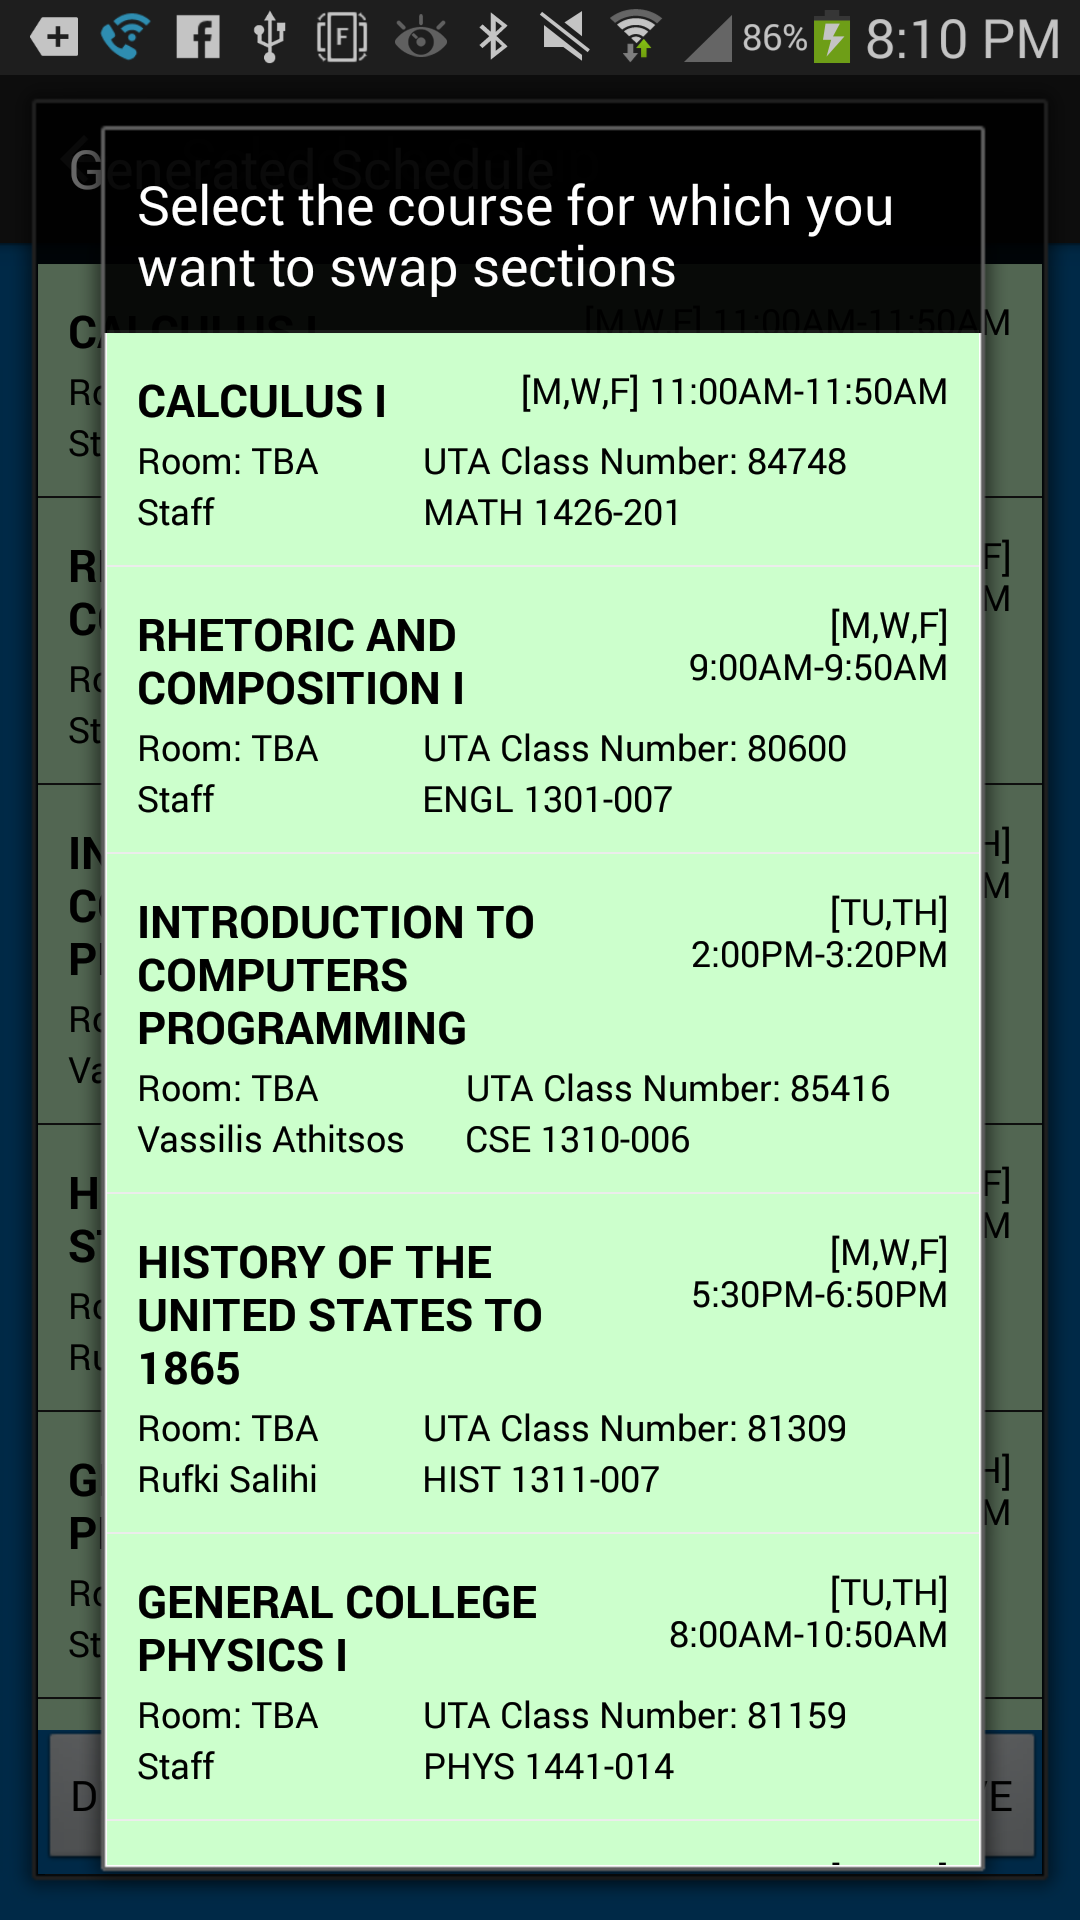 86% 8:10 PM
Generated Schedule
Select the course for which you
want to swap sections
CALCULUS I [M,W,F] 11:00AM-11:50AM
Room: TBA UTA Class Number: 84748
Staff MATH 1426-201
RHETORIC AND
COMPOSITION I
[M,W,F]
9:00AM-9:50AM
Room: TBA UTA Class Number: 80600
Staff ENGL 1301-007
INTRODUCTION TO
COMPUTERS
PROGRAMMING
[TU,TH]
2:00PM-3:20PM
Room: TBA UTA Class Number: 85416
Vassilis Athitsos CSE 1310-006
HISTORY OF THE
UNITED STATES TO
1865
[M,W,F]
5:30PM-6:50PM
Room: TBA UTA Class Number: 81309
Rufki Salihi HIST 1311-007
GENERAL COLLEGE
PHYSICS I
[TU,TH]
8:00AM-10:50AM
Room: TBA UTA Class Number: 81159
Staff PHYS 1441-014